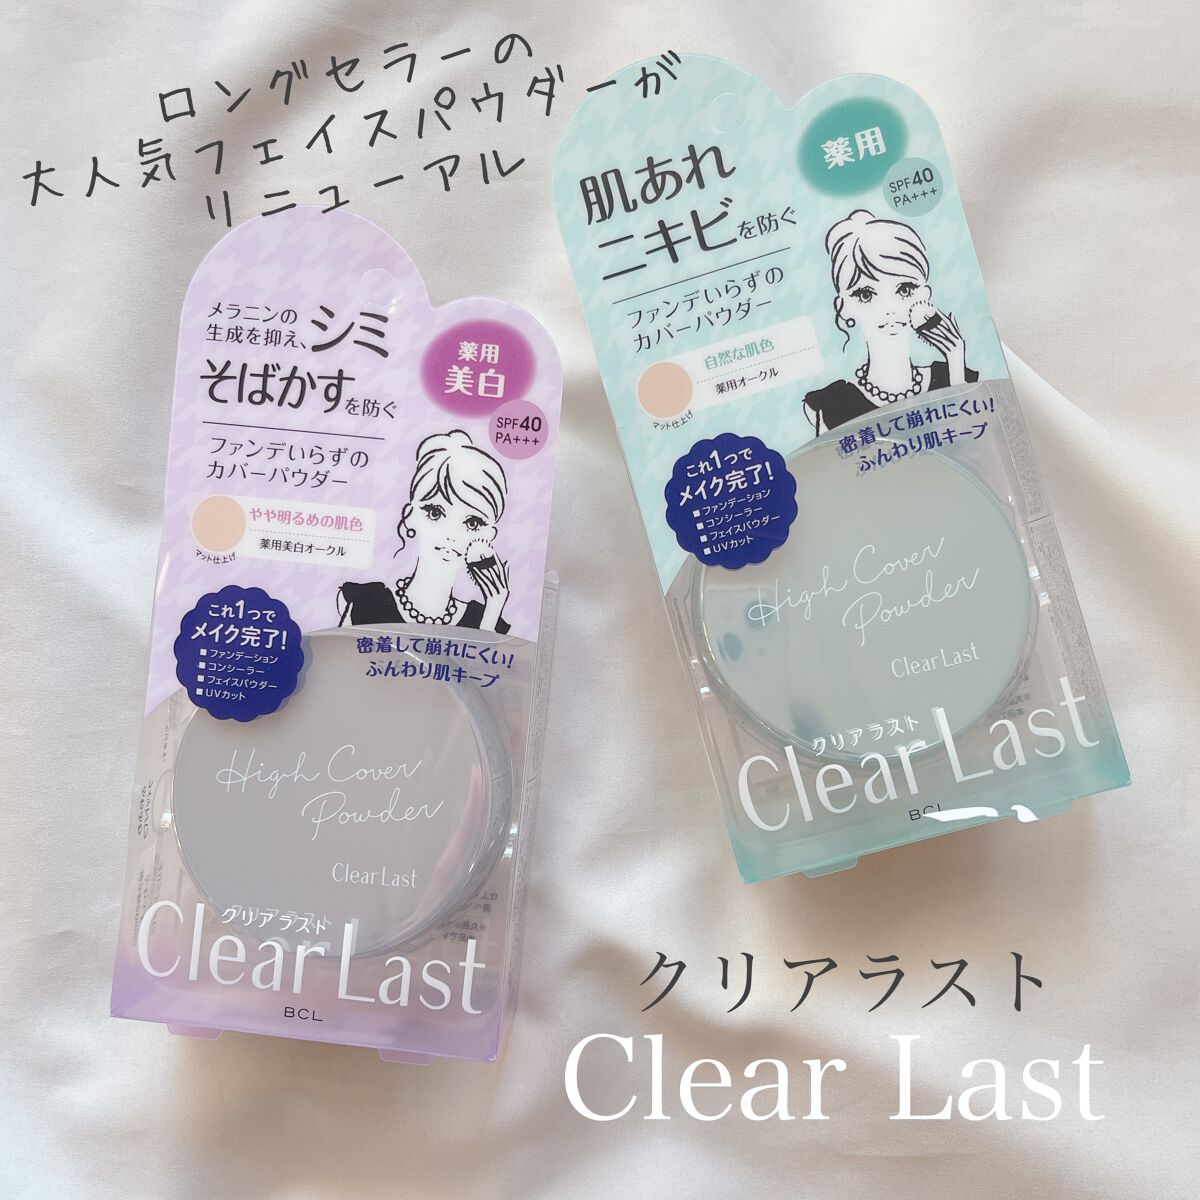 ロングセラーの
大人気フェイスパウダーが
リニューアル
メラニンの
生成を抑え、シミ
そばかすを防ぐ
薬用
美白
SPF40
PA+++
ファンデいらずの
カバーパウダー
やや明るめの肌色
薬用美白オークル
マット仕上げ
これ1つで
メイク完了!
■ファンデーション
■コンシーラー
■フェイスパウダー
■UVカット
密着して崩れにくい!
ふんわり肌キープ
High Cover
Powder
Clear Last
クリアラスト
Clear Last
BCL
肌あれ
ニキビを防ぐ
薬用
SPF40
PA+++
ファンデいらずの
カバーパウダー
自然な肌色
薬用オークル
マット仕上げ
これ1つで
メイク完了!
■ファンデーション
■コンシーラー
■フェイスパウダー
■UVカット
密着して崩れにくい!
ふんわり肌キープ
High Cover
Powder
Clear Last
クリアラスト
Clear Last
BCL
クリアラスト
Clear Last